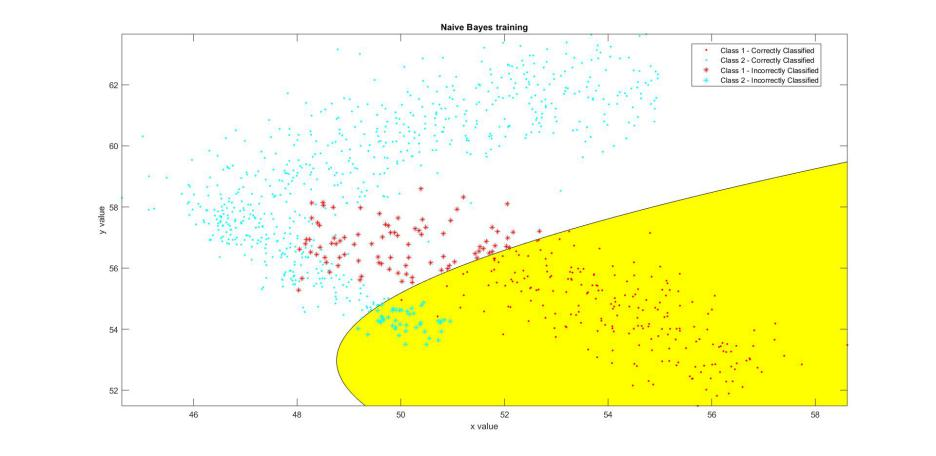 Naive Bayes training
Class 1 - Correctly Classified
Class 2 - Correctly Classified
Class 1 - Incorrectly Classified
Class 2 - Incorrectly Classified
62
60
58
56
54
52
y value
46 48 50 52 54 56 58
x value